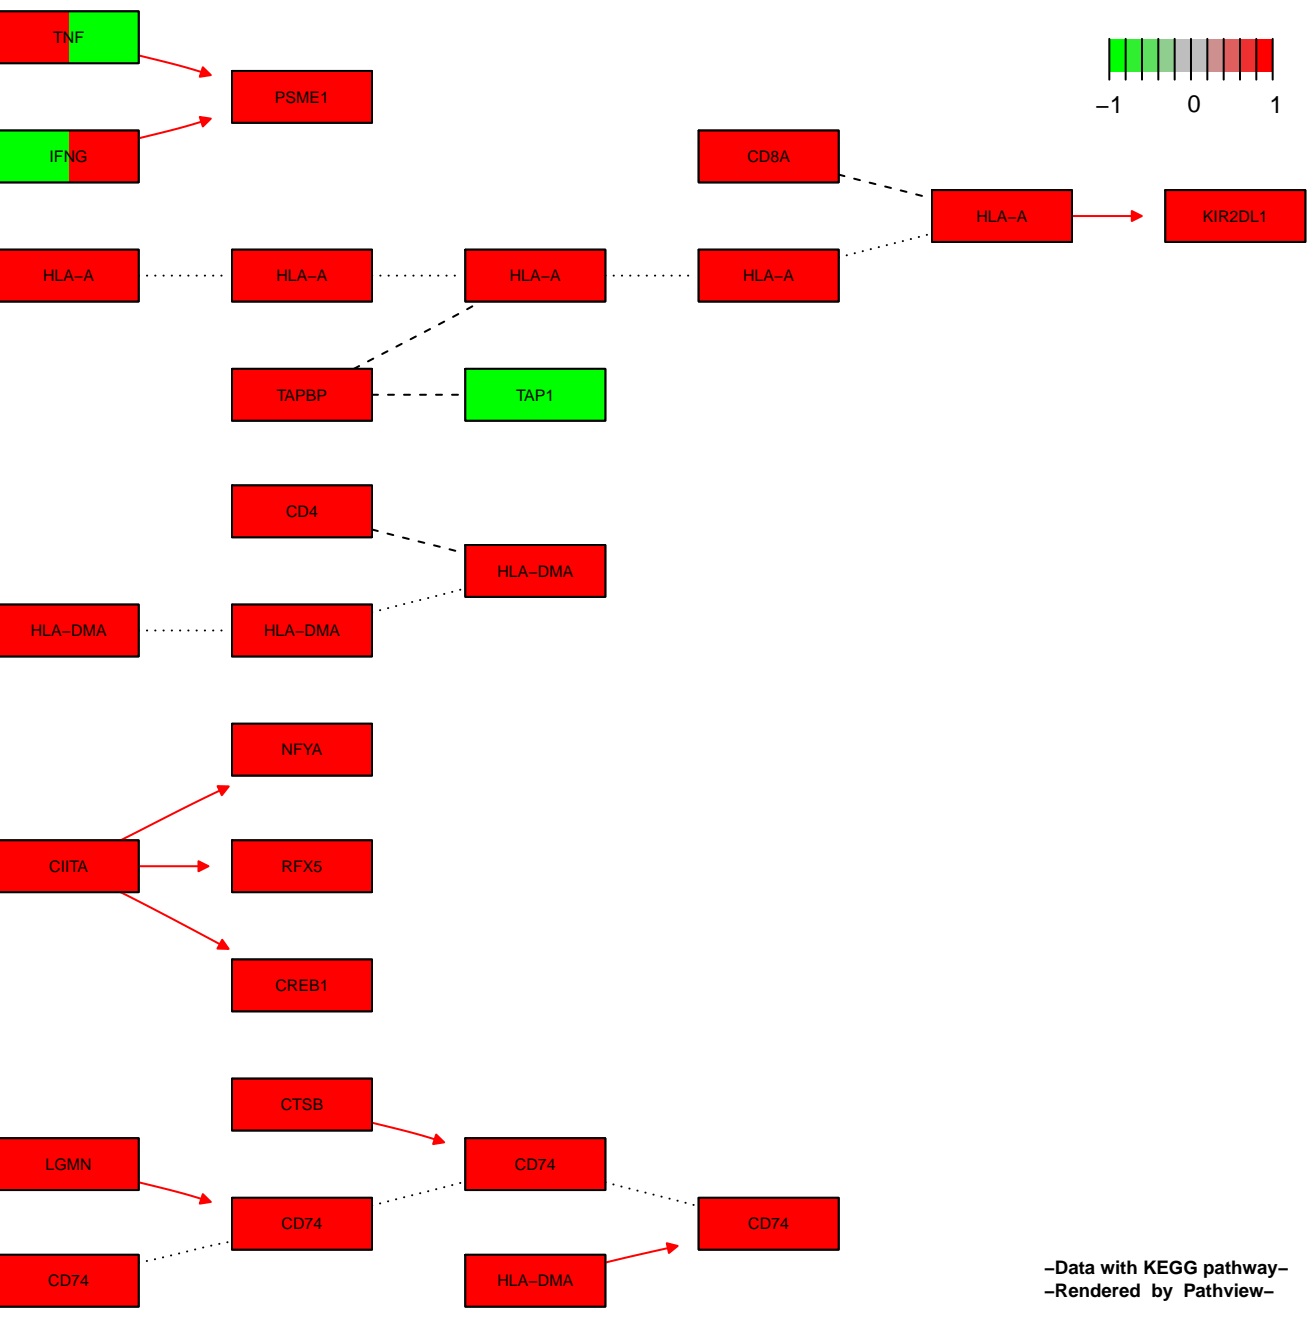 TNF
PSME1
–1 0 1
IFNG
CD8A
HLA–A
KIR2DL1
HLA–A
HLA–A
HLA–A
HLA–A
TAPBP
TAP1
CD4
HLA–DMA
HLA–DMA
HLA–DMA
NFYA
CIITA
RFX5
CREB1
CTSB
LGMN
CD74
CD74
CD74
CD74
HLA–DMA
–Data with KEGG pathway–
–Rendered by Pathview–